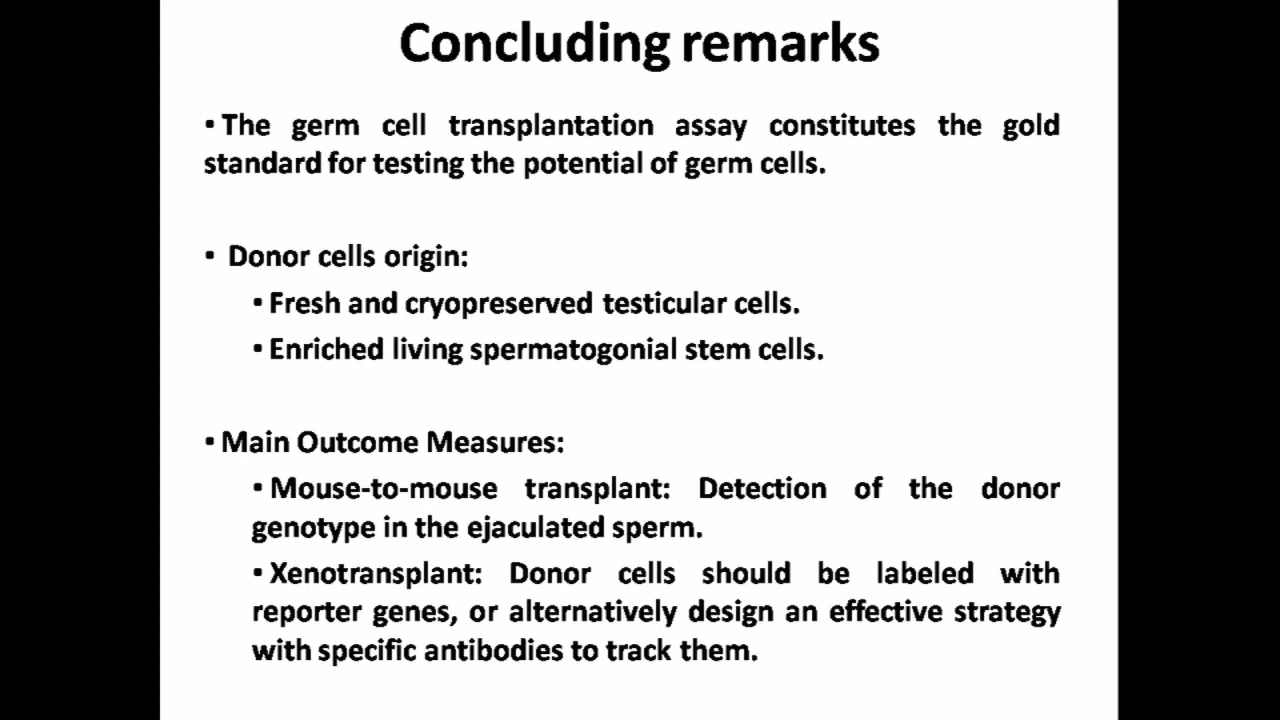 Concluding remarks
▪ The germ cell transplantation assay constitutes the gold
standard for testing the potential of germ cells.
▪ Donor cells origin:
▪ Fresh and cryopreserved testicular cells.
▪ Enriched living spermatogonial stem cells.
▪ Main Outcome Measures:
▪ Mouse-to-mouse transplant: Detection of the donor
genotype in the ejaculated sperm.
▪ Xenotransplant: Donor cells should be labeled with
reporter genes, or alternatively design an effective strategy
with specific antibodies to track them.